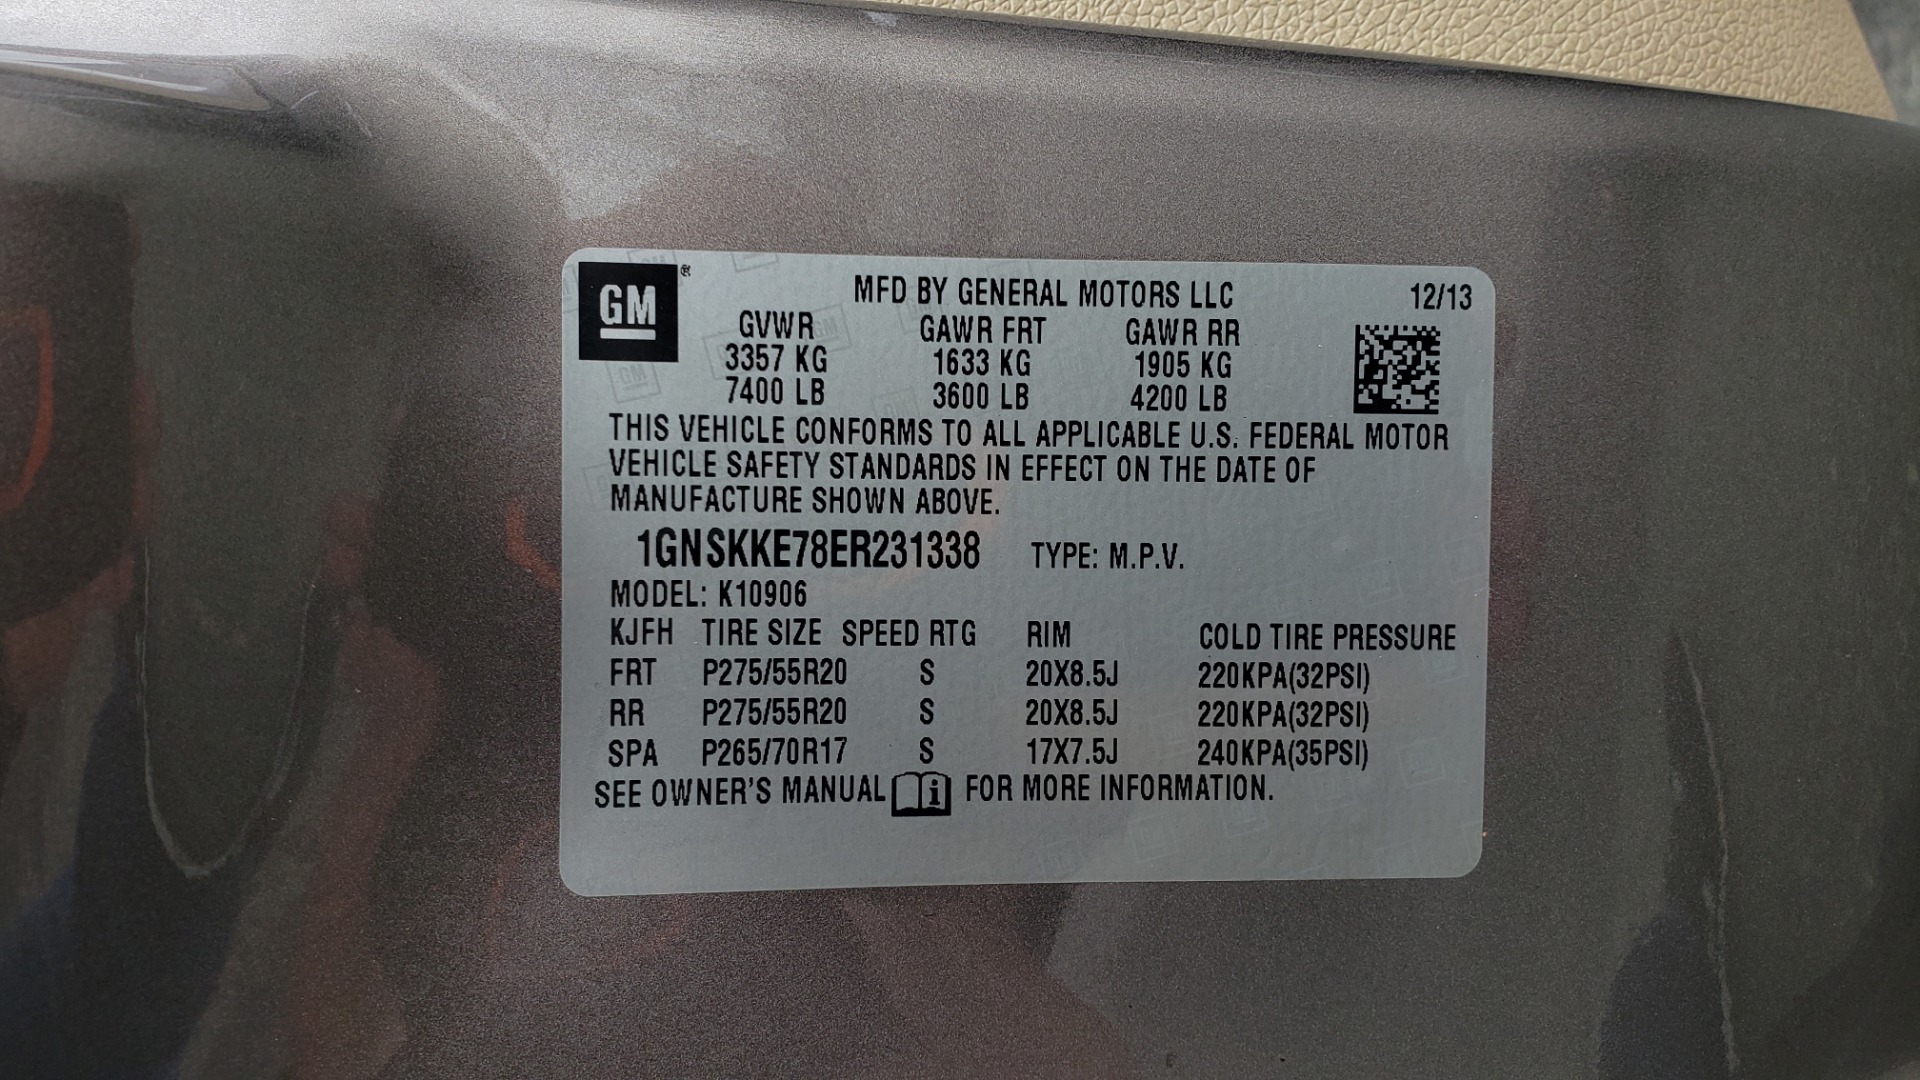 GM ® MFD BY GENERAL MOTORS LLC 12/13
GVWR GAWR FRT GAWR RR
3357 KG 1633 KG 1905 KG
7400 LB 3600 LB 4200 LB
THIS VEHICLE CONFORMS TO ALL APPLICABLE U.S. FEDERAL MOTOR
VEHICLE SAFETY STANDARDS IN EFFECT ON THE DATE OF
MANUFACTURE SHOWN ABOVE.
1GNSKKE78ER231338 TYPE: M.P.V.
MODEL: K10906
KJFH TIRE SIZE SPEED RTG RIM COLD TIRE PRESSURE
FRT P275/55R20 S 20X8.5J 220KPA(32PSI)
RR P275/55R20 S 20X8.5J 220KPA(32PSI)
SPA P265/70R17 S 17X7.5J 240KPA(35PSI)
SEE OWNER'S MANUAL i FOR MORE INFORMATION.